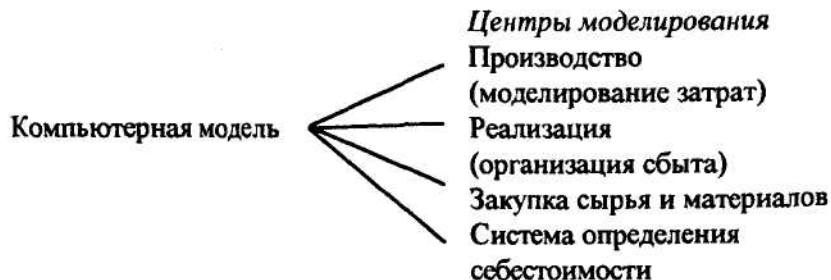 Центры моделирования
Производство
(моделирование затрат)
Компьютерная модель
Реализация
(организация сбыта)
Закупка сырья и материалов
Система определения
себестоимости